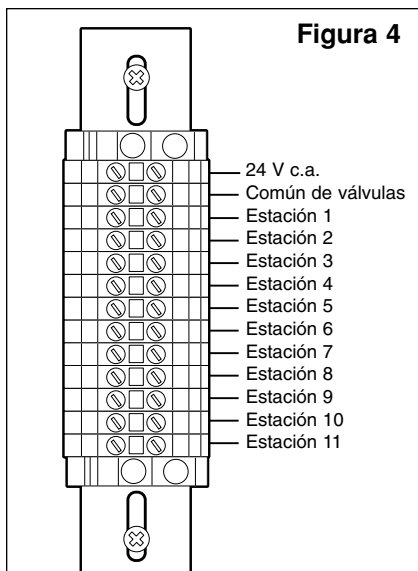 Figura 4
24 V c.a.
Común de válvulas
Estación 1
Estación 2
Estación 3
Estación 4
Estación 5
Estación 6
Estación 7
Estación 8
Estación 9
Estación 10
Estación 11